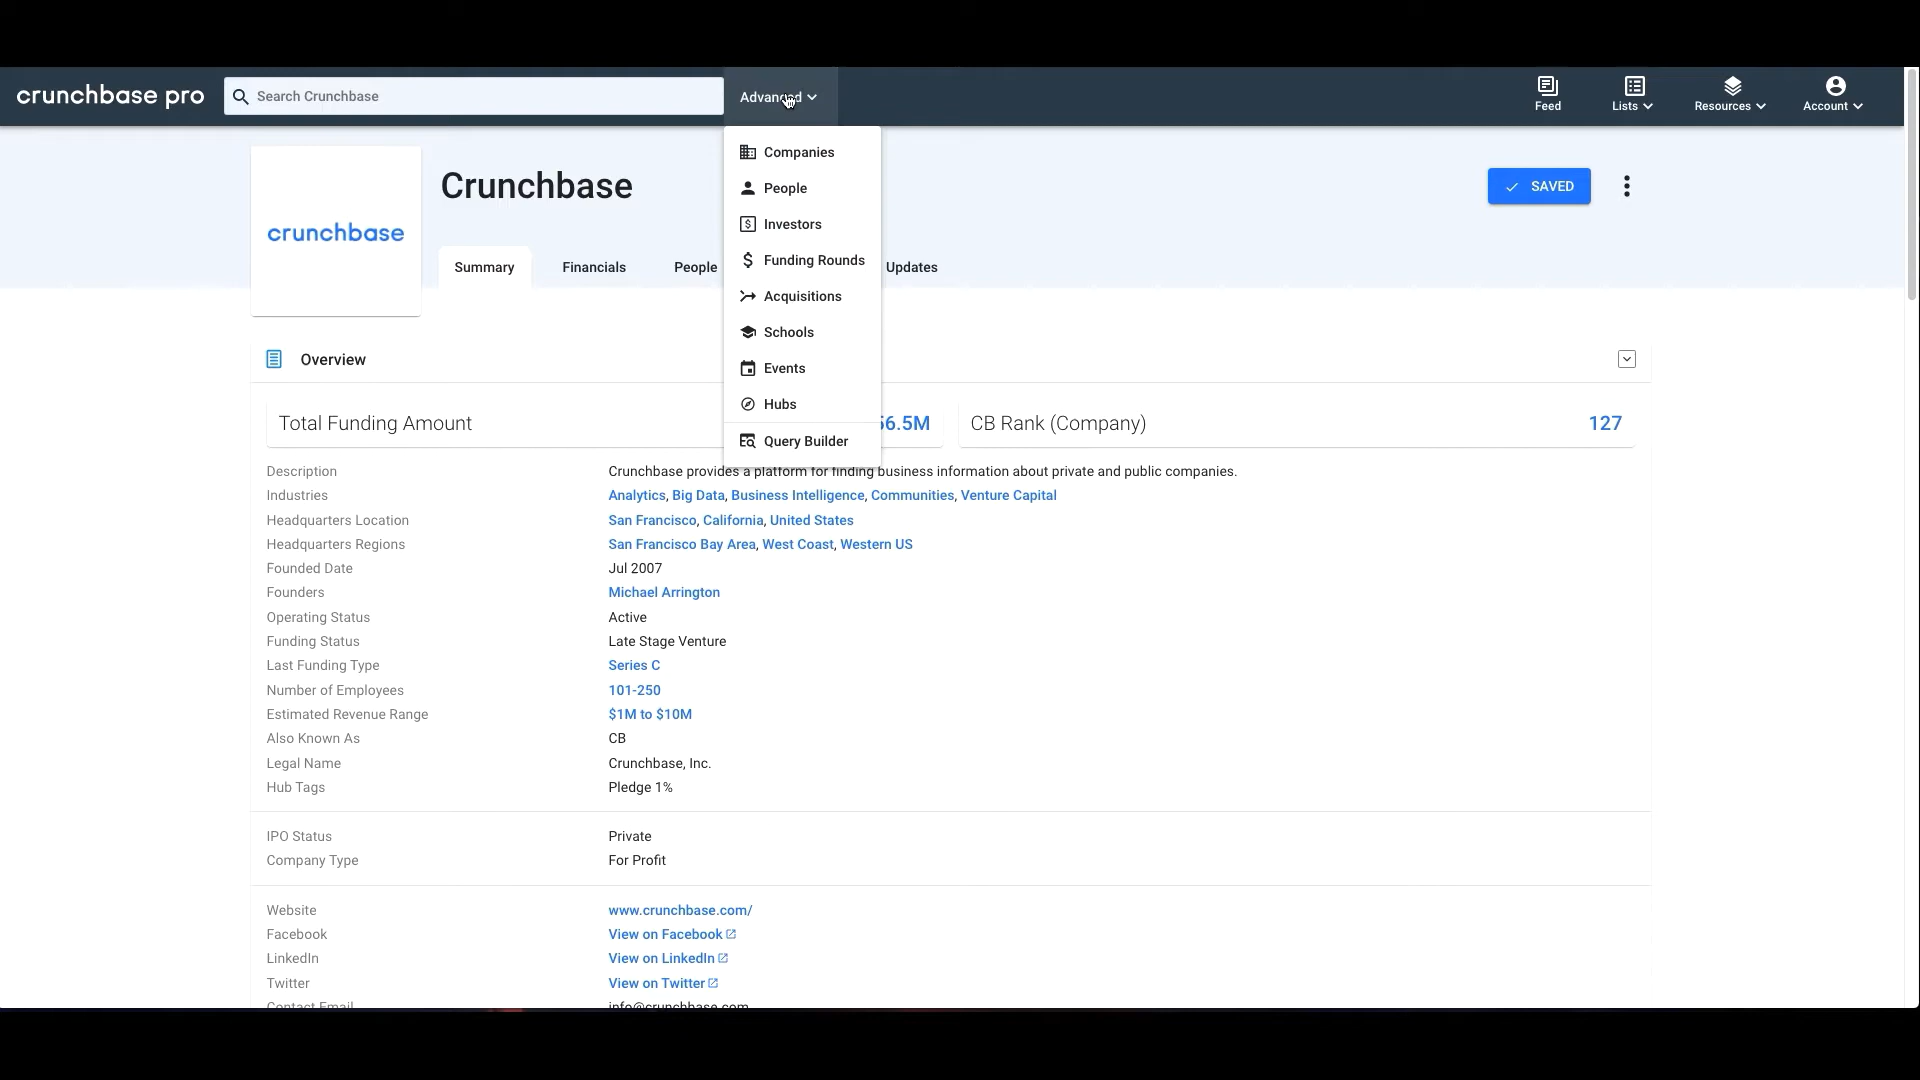 crunchbase pro
Search Crunchbase
Advanced
Feed
Lists
Resources
Account
Companies
People
Investors
Funding Rounds
Acquisitions
Schools
Events
Hubs
Query Builder
crunchbase
Crunchbase
SAVED
Summary
Financials
People
Updates
Overview
Total Funding Amount
6.5M
CB Rank (Company)
127
Description
Crunchbase provides a platform for finding business information about private and public companies.
Industries
Analytics, Big Data, Business Intelligence, Communities, Venture Capital
Headquarters Location
San Francisco, California, United States
Headquarters Regions
San Francisco Bay Area, West Coast, Western US
Founded Date
Jul 2007
Founders
Michael Arrington
Operating Status
Active
Funding Status
Late Stage Venture
Last Funding Type
Series C
Number of Employees
101-250
Estimated Revenue Range
$1M to $10M
Also Known As
CB
Legal Name
Crunchbase, Inc.
Hub Tags
Pledge 1%
IPO Status
Private
Company Type
For Profit
Website
www.crunchbase.com/
Facebook
View on Facebook
LinkedIn
View on LinkedIn
Twitter
View on Twitter
Contact Email
info@crunchbase.com